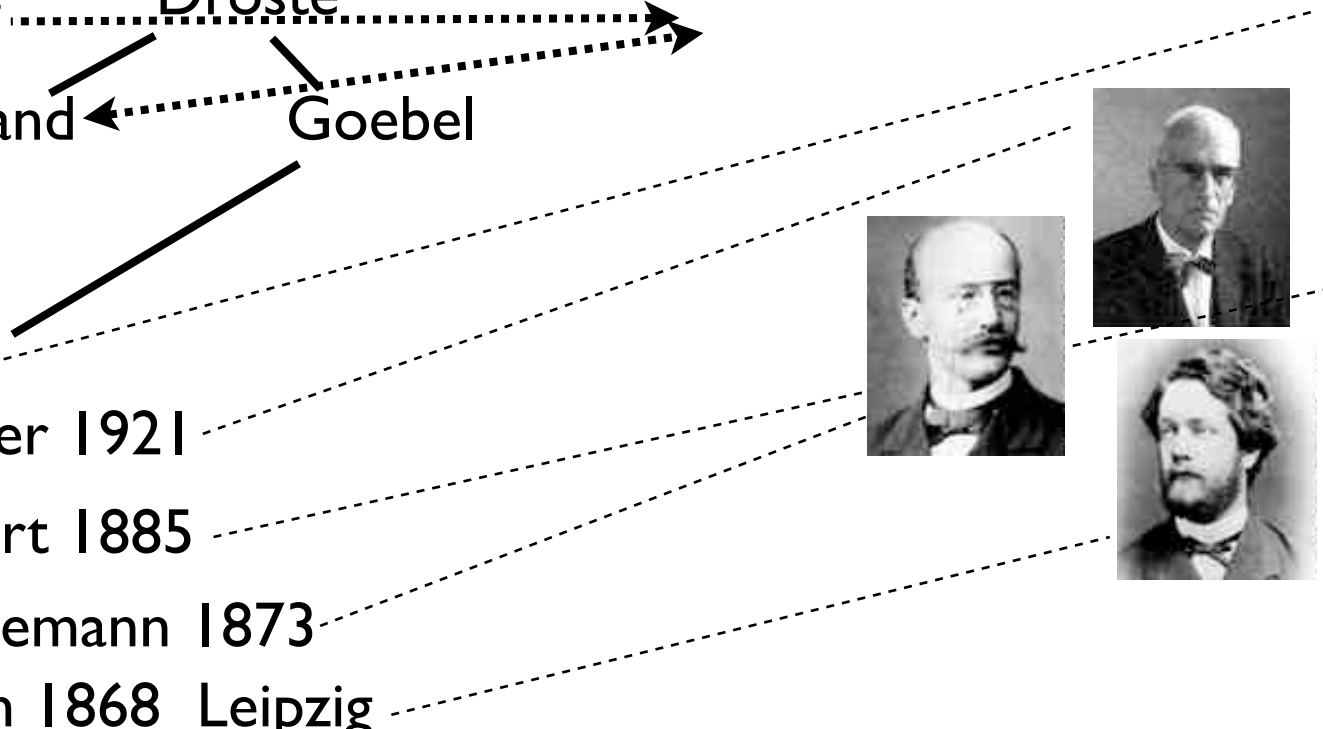 Droste
and
Goebel
er 1921
rt 1885
emann 1873
n 1868 Leipzig